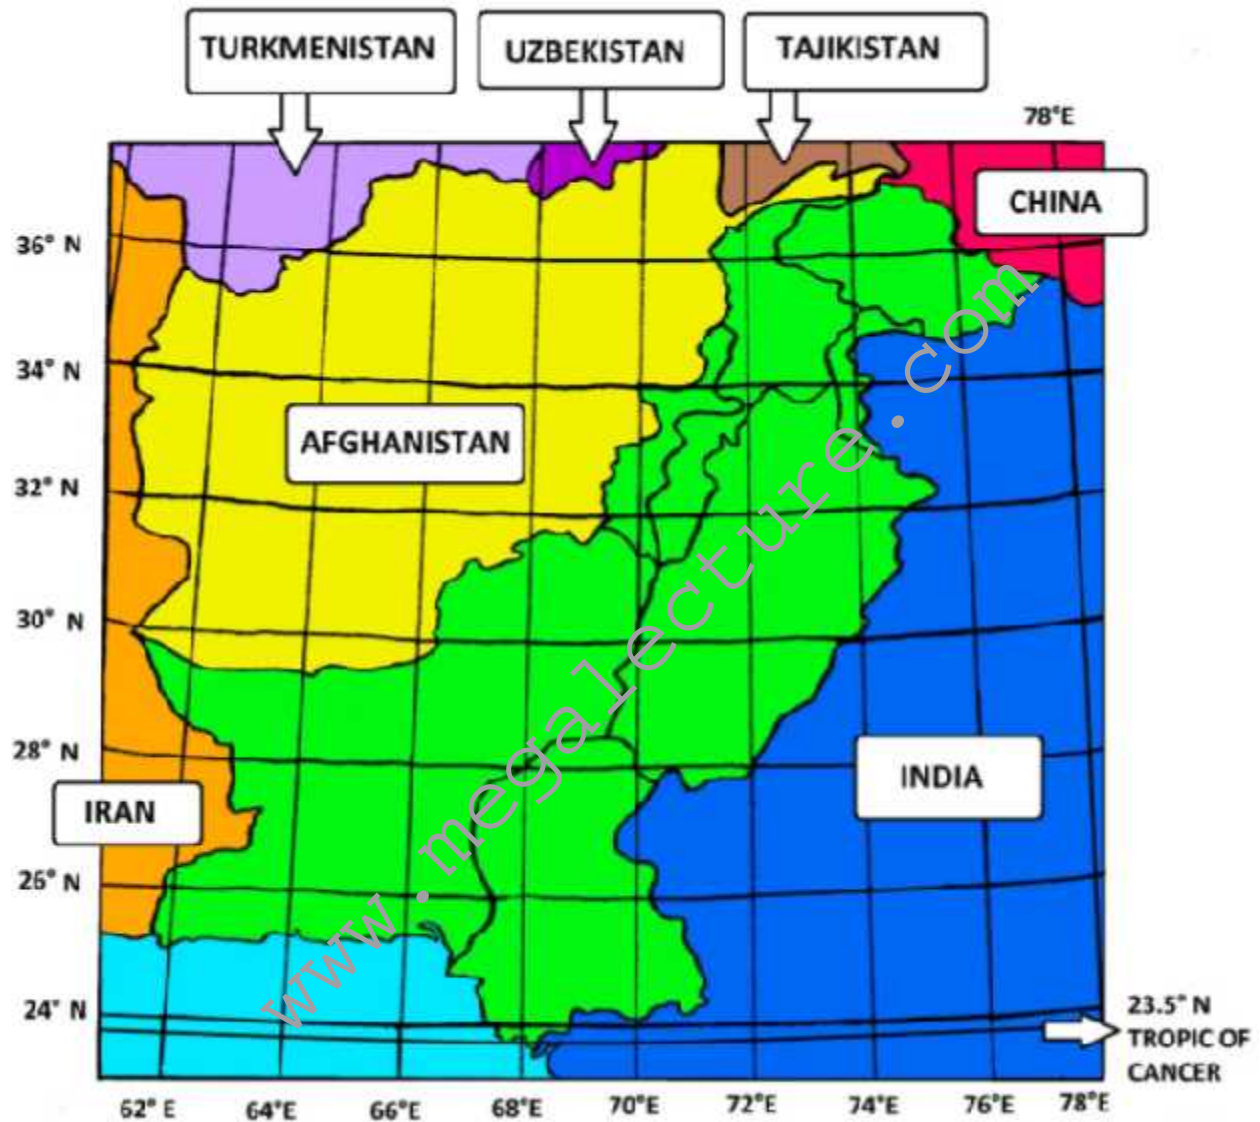 TURKMENISTAN
UZBEKISTAN
TAJIKISTAN
78°E
CHINA
36° N
34° N
AFGHANISTAN
32° N
30° N
28° N
INDIA
IRAN
26° N
24° N
23.5° N
TROPIC OF
CANCER
62° E 64°E 66°E 68°E 70°E 72°E 74°E 76°E 78°E
www.megalecture.com